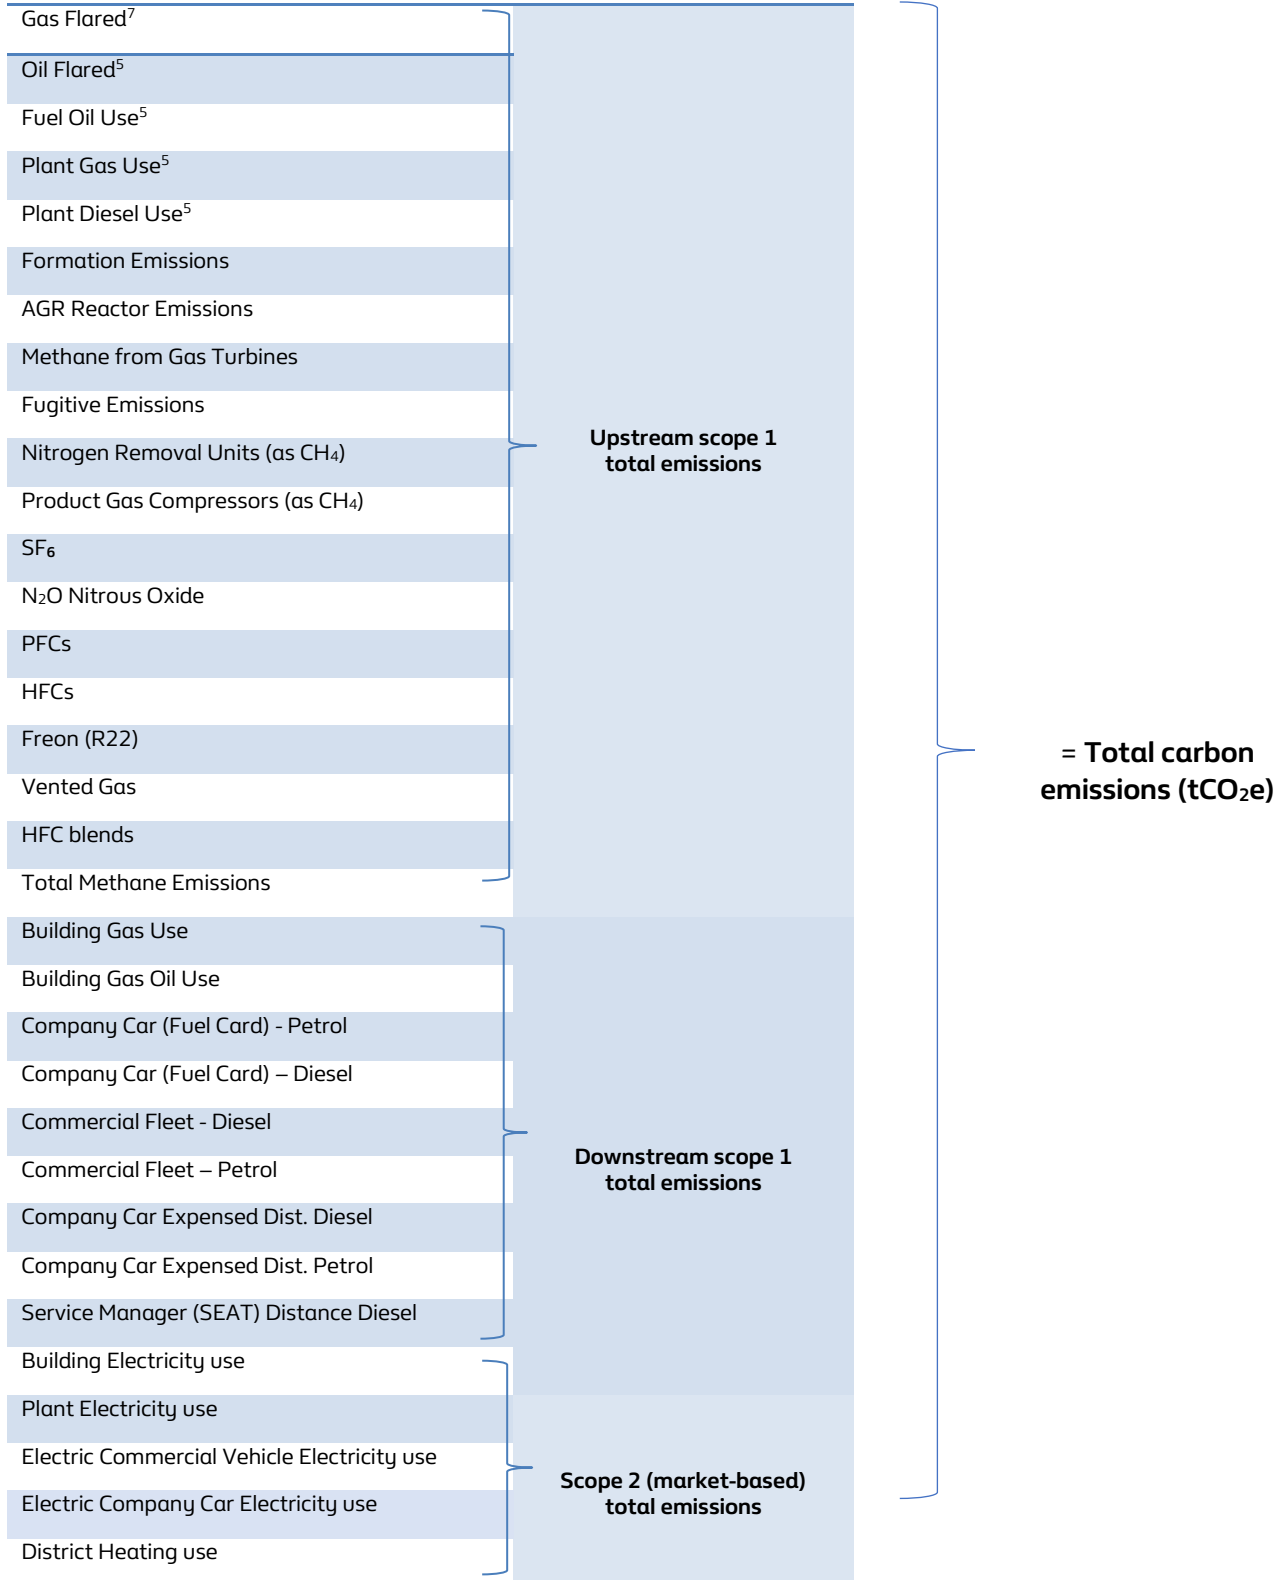 Gas Flared⁷
Oil Flared⁵
Fuel Oil Use⁵
Plant Gas Use⁵
Plant Diesel Use⁵
Formation Emissions
AGR Reactor Emissions
Methane from Gas Turbines
Fugitive Emissions
Nitrogen Removal Units (as CH₄)
Product Gas Compressors (as CH₄)
SF₆
N₂O Nitrous Oxide
PFCs
HFCs
Freon (R22)
Vented Gas
HFC blends
Total Methane Emissions
Upstream scope 1
total emissions
Building Gas Use
Building Gas Oil Use
Company Car (Fuel Card) - Petrol
Company Car (Fuel Card) – Diesel
Commercial Fleet - Diesel
Commercial Fleet – Petrol
Company Car Expensed Dist. Diesel
Company Car Expensed Dist. Petrol
Service Manager (SEAT) Distance Diesel
Downstream scope 1
total emissions
Building Electricity use
Plant Electricity use
Electric Commercial Vehicle Electricity use
Electric Company Car Electricity use
District Heating use
Scope 2 (market-based)
total emissions
= Total carbon
emissions (tCO₂e)